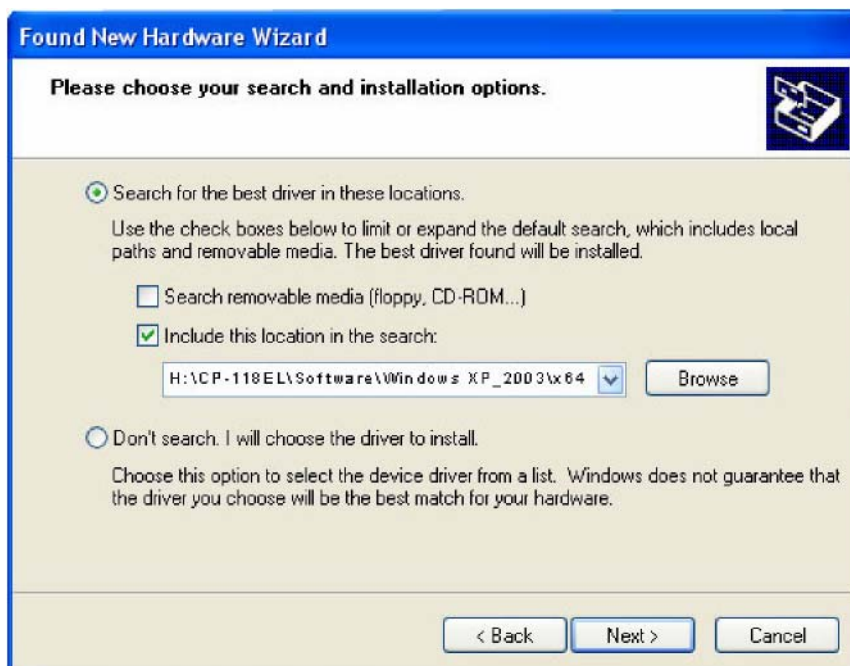 Found New Hardware Wizard
Please choose your search and installation options.
Search for the best driver in these locations.
Use the check boxes below to limit or expand the default search, which includes local
paths and removable media. The best driver found will be installed.
Search removable media (floppy, CD-ROM...)
Include this location in the search:
H:\CP-118EL\Software\Windows XP_2003\x64
Browse
Don't search. I will choose the driver to install.
Choose this option to select the device driver from a list. Windows does not guarantee that
the driver you choose will be the best match for your hardware.
< Back Next > Cancel